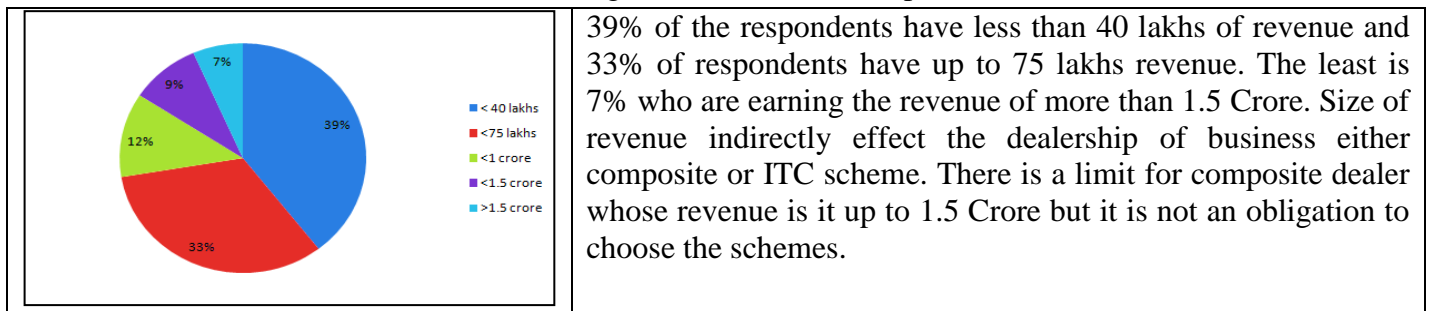 7%
9%
12%
39%
33%
< 40 lakhs
<75 lakhs
<1 crore
<1.5 crore
>1.5 crore
39% of the respondents have less than 40 lakhs of revenue and
33% of respondents have up to 75 lakhs revenue. The least is
7% who are earning the revenue of more than 1.5 Crore. Size of
revenue indirectly effect the dealership of business either
composite or ITC scheme. There is a limit for composite dealer
whose revenue is it up to 1.5 Crore but it is not an obligation to
choose the schemes.